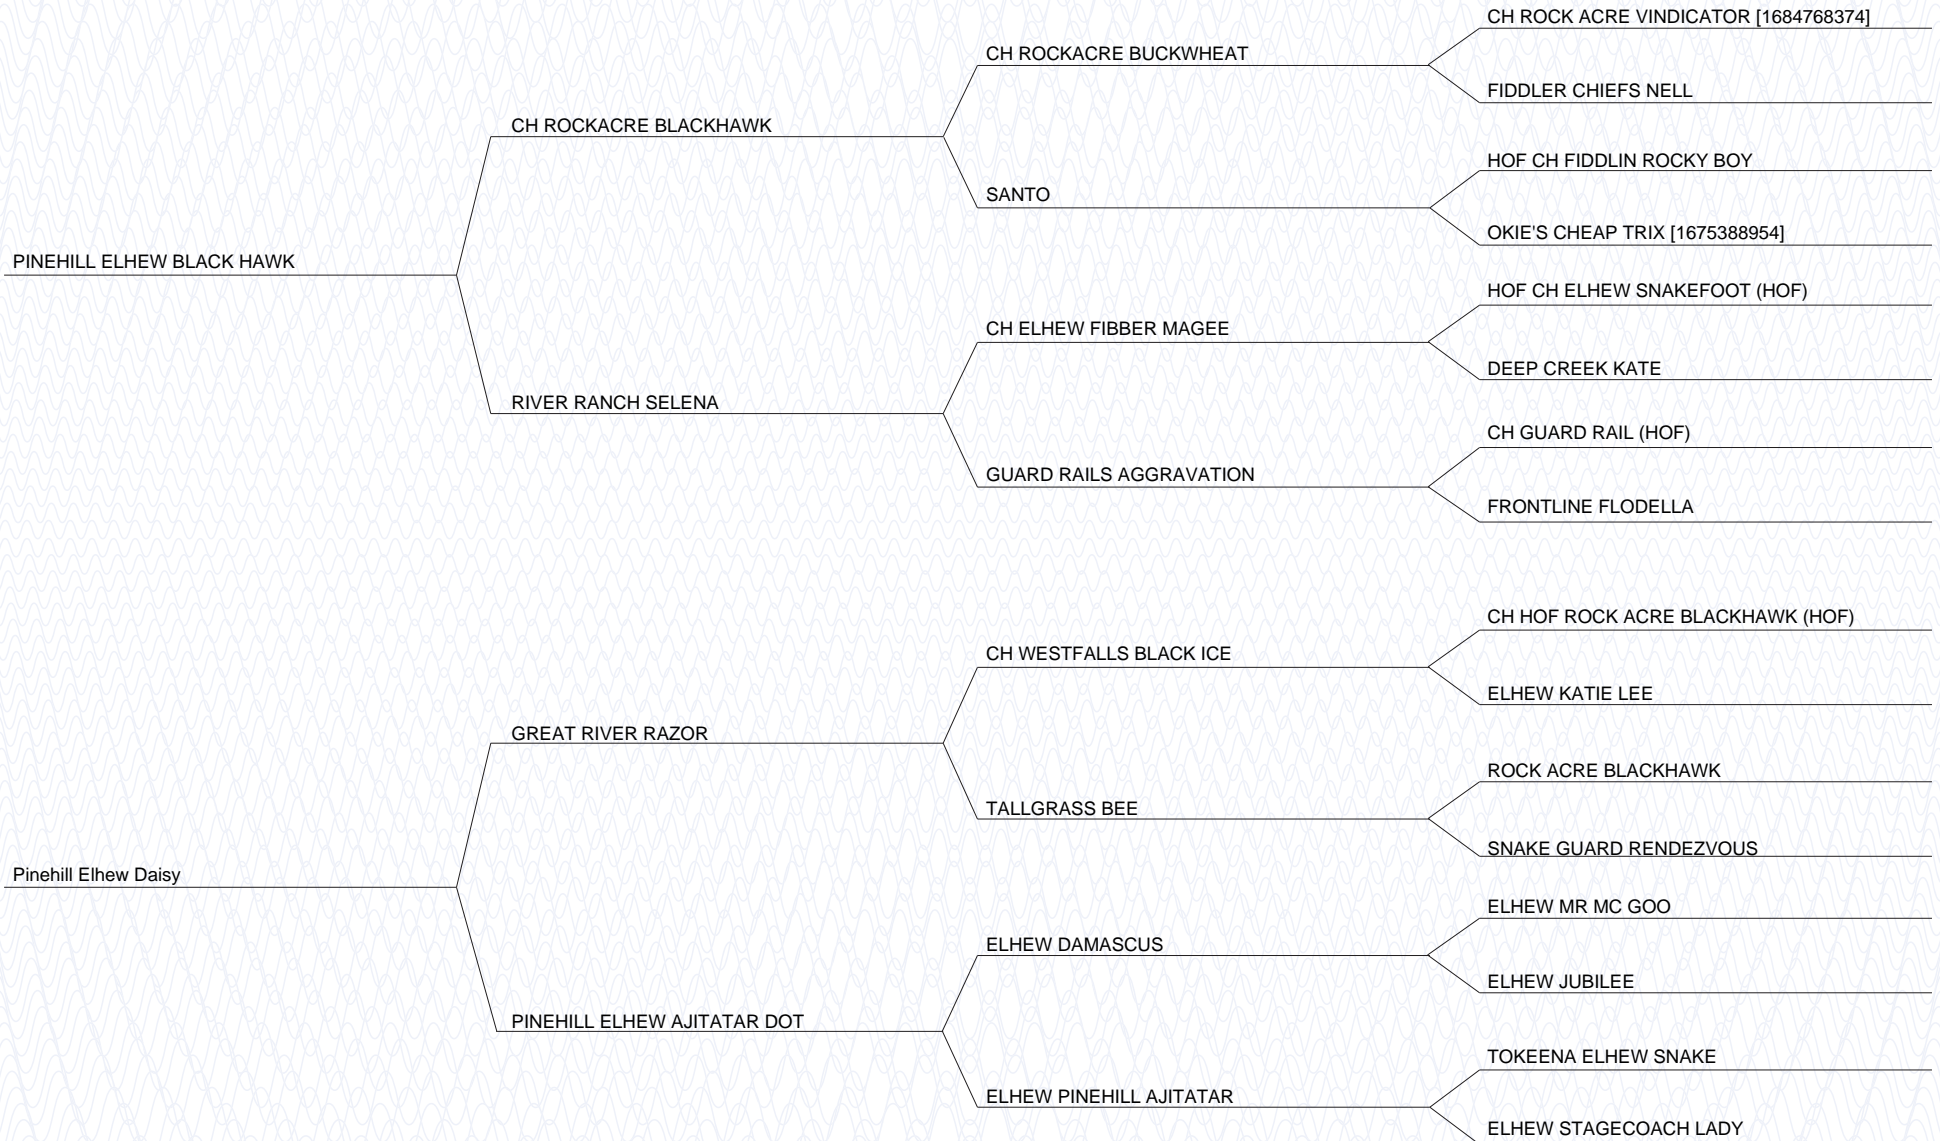 CH ROCK ACRE VINDICATOR [1684768374]
CH ROCKACRE BUCKWHEAT
FIDDLER CHIEFS NELL
CH ROCKACRE BLACKHAWK
HOF CH FIDDLIN ROCKY BOY
SANTO
OKIE'S CHEAP TRIX [1675388954]
PINEHILL ELHEW BLACK HAWK
HOF CH ELHEW SNAKEFOOT (HOF)
CH ELHEW FIBBER MAGEE
DEEP CREEK KATE
RIVER RANCH SELENA
CH GUARD RAIL (HOF)
GUARD RAILS AGGRAVATION
FRONTLINE FLODELLA
CH HOF ROCK ACRE BLACKHAWK (HOF)
CH WESTFALLS BLACK ICE
ELHEW KATIE LEE
GREAT RIVER RAZOR
ROCK ACRE BLACKHAWK
TALLGRASS BEE
SNAKE GUARD RENDEZVOUS
Pinehill Elhew Daisy
ELHEW MR MC GOO
ELHEW DAMASCUS
ELHEW JUBILEE
PINEHILL ELHEW AJITATAR DOT
TOKEENA ELHEW SNAKE
ELHEW PINEHILL AJITATAR
ELHEW STAGECOACH LADY